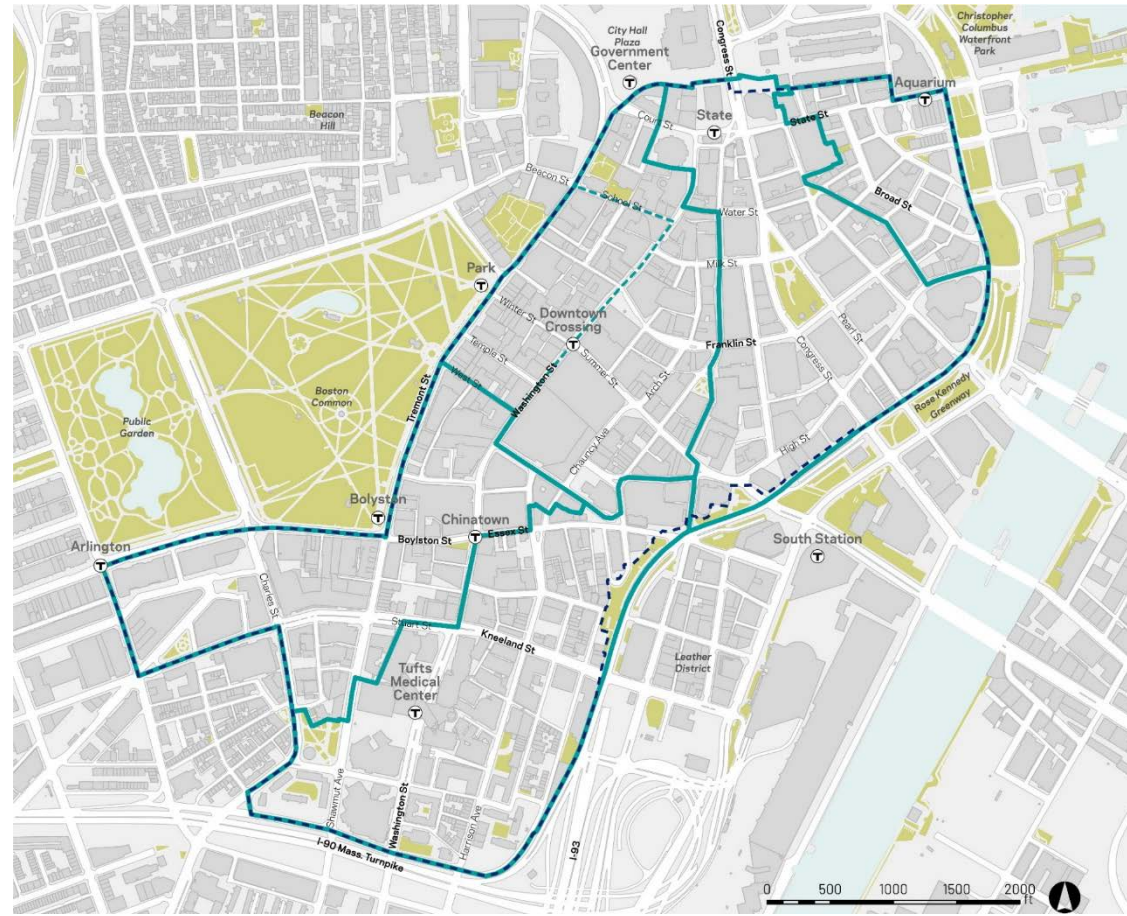 City Hall
Plaza
Government
Center
Congress St
Christopher
Columbus
Waterfront
Park
Aquarium
Beacon
Hill
Court St
State
State St
Beacon St
School St
Water St
Broad St
Park
Milk St
Winter St
Downtown
Crossing
Temple St
Summer St
Franklin St
Pearl St
Congress St
West St
Washington St
Arch St
Tremont St
Boston
Common
Public
Garden
Rose Kennedy
Greenway
Chauncy Ave
High St
Bolyston
Chinatown
Arlington
Boylston St
Essex St
South Station
Charles St
Stuart St
Kneeland St
Leather
District
Tufts
Medical
Center
Shawmut Ave
Washington St
Harrison Ave
I-90 Mass. Turnpike
I-93
0 500 1000 1500 2000
ft